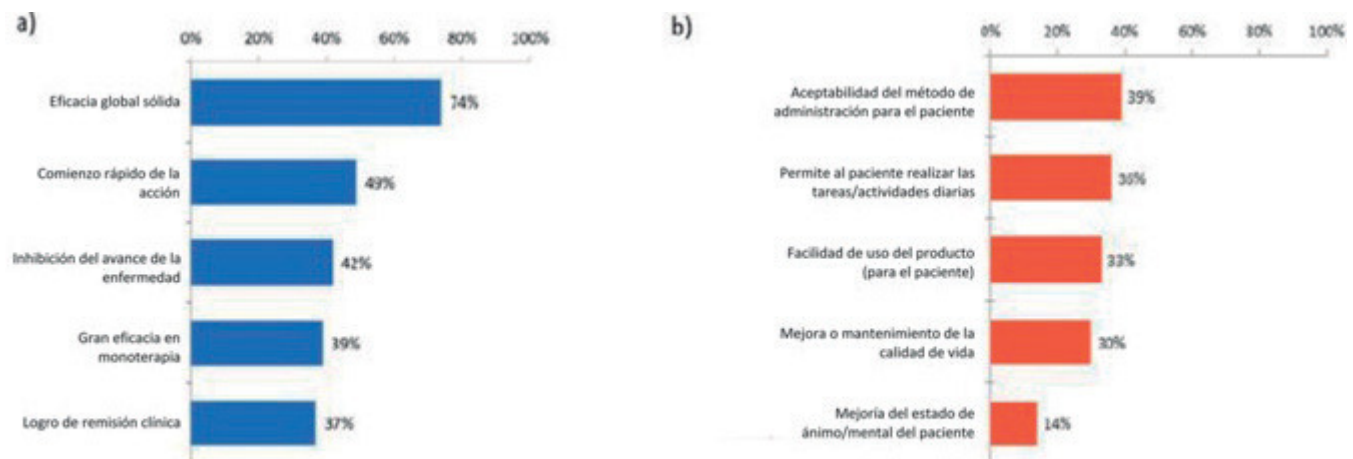 a)
0% 20% 40% 60% 80% 100%
Eficacia global sólida
74%
Comienzo rápido de la
acción
49%
Inhibición del avance de la
enfermedad
42%
Gran eficacia en
monoterapia
39%
Logro de remisión clínica
37%
b)
0% 20% 40% 60% 80% 100%
Aceptabilidad del método de
administración para el paciente
39%
Permite al paciente realizar las
tareas/actividades diarias
36%
Facilidad de uso del producto
(para el paciente)
33%
Mejora o mantenimiento de la
calidad de vida
30%
Mejoría del estado de
ánimo/mental del paciente
14%